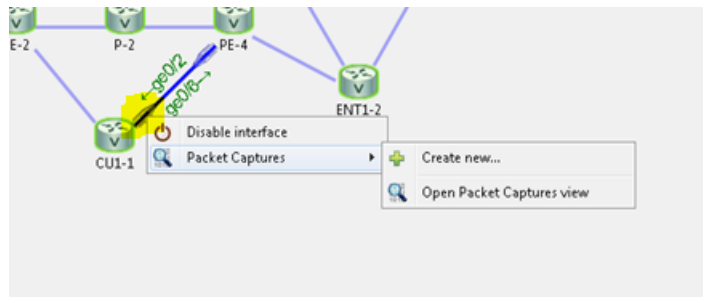 E-2
P-2
PE-4
←ge0/2
ge0/6→
ENT1-2
CU1-1
Disable interface
Packet Captures
Create new...
Open Packet Captures view